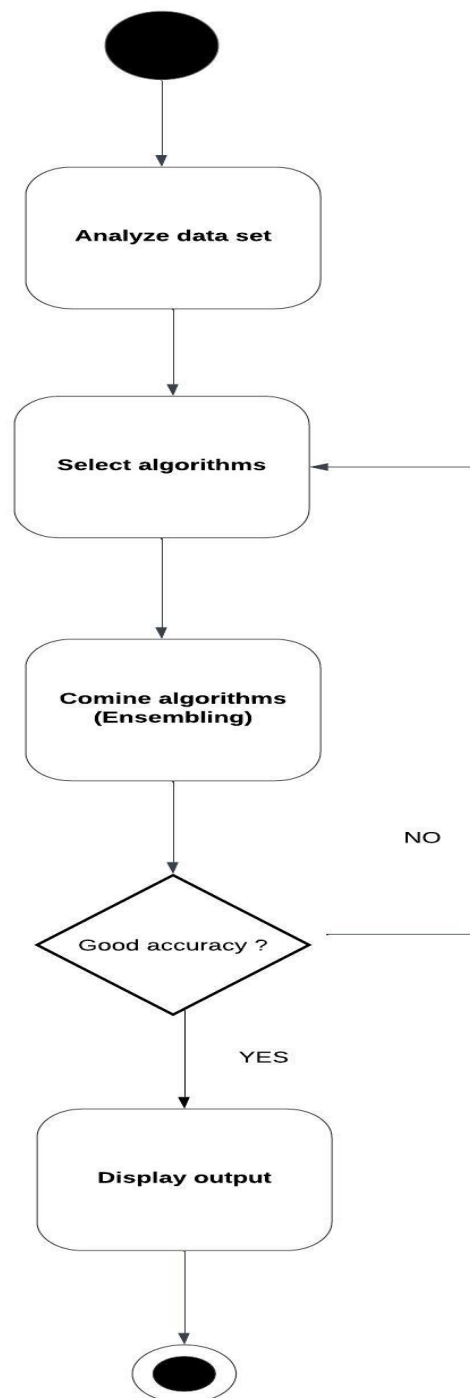 Analyze data set
Select algorithms
Comine algorithms
(Ensembling)
NO
Good accuracy ?
YES
Display output